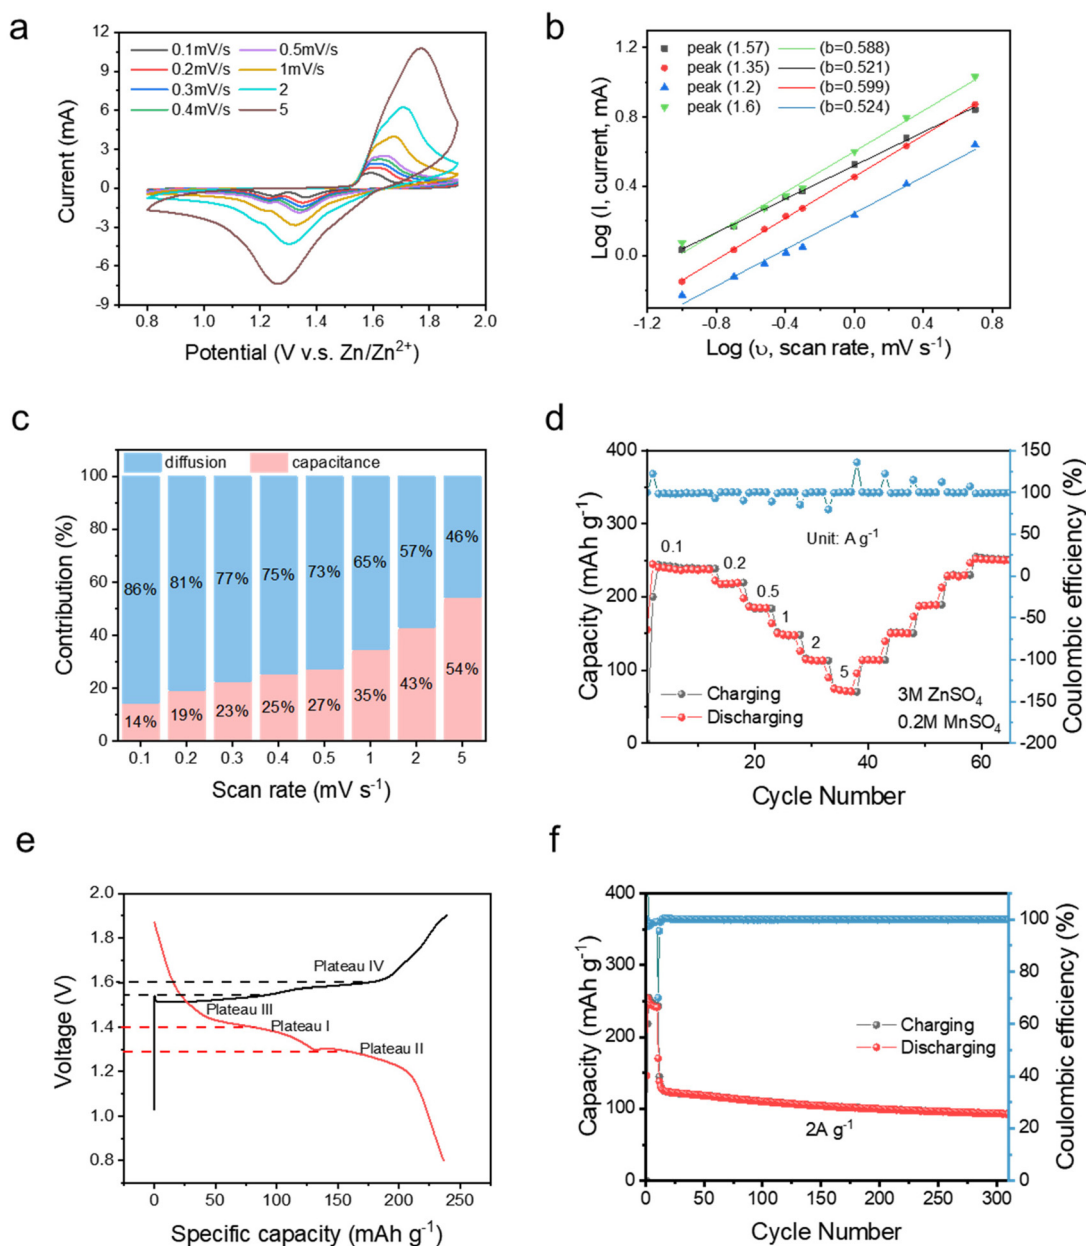 a
12
9
6
3
0
-3
-6
-9
Current (mA)
0.1mV/s
0.5mV/s
0.2mV/s
1mV/s
0.3mV/s
2
0.4mV/s
5
0.8 1.0 1.2 1.4 1.6 1.8 2.0
Potential (V v.s. Zn/Zn²⁺)
b
1.2
0.8
0.4
0.0
Log (I, current, mA)
peak (1.57) (b=0.588)
peak (1.35) (b=0.521)
peak (1.2) (b=0.599)
peak (1.6) (b=0.524)
-1.2 -0.8 -0.4 0.0 0.4 0.8
Log (υ, scan rate, mV s⁻¹)
c
diffusion capacitance
100
80
60
40
20
0
Contribution (%)
86% 81% 77% 75% 73% 65% 57% 46%
14% 19% 23% 25% 27% 35% 43% 54%
0.1 0.2 0.3 0.4 0.5 1 2 5
Scan rate (mV s⁻¹)
d
400
300
200
100
0
Capacity (mAh g⁻¹)
150
100
50
0
-50
-100
-150
-200
Coulombic efficiency (%)
Unit: A g⁻¹
0.1
0.2
0.5
1
2
5
Charging
Discharging
3M ZnSO₄
0.2M MnSO₄
0 20 40 60
Cycle Number
e
2.0
1.8
1.6
1.4
1.2
1.0
0.8
Voltage (V)
Plateau IV
Plateau III
Plateau I
Plateau II
0 50 100 150 200 250
Specific capacity (mAh g⁻¹)
f
400
300
200
100
0
Capacity (mAh g⁻¹)
100
80
60
40
20
0
Coulombic efficiency (%)
Charging
Discharging
2A g⁻¹
0 50 100 150 200 250 300
Cycle Number